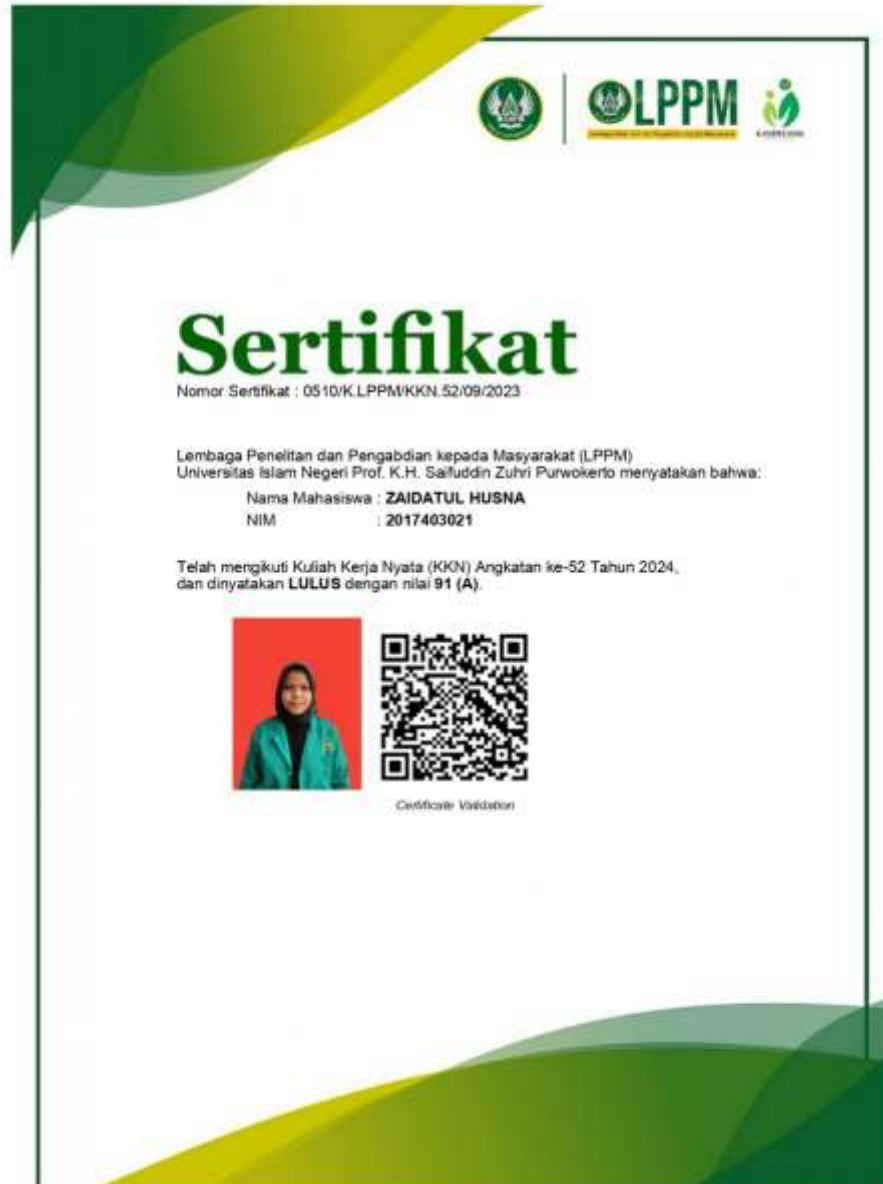 LPPM
Sertifikat
Nomor Sertifikat : 0510/K.LPPM/KKN.52/09/2023
Lembaga Penelitan dan Pengabdian kepada Masyarakat (LPPM)
Universitas Islam Negeri Prof. K.H. Saifuddin Zuhri Purwokerto menyatakan bahwa:
Nama Mahasiswa : ZAIDATUL HUSNA
NIM : 2017403021
Telah mengikuti Kuliah Kerja Nyata (KKN) Angkatan ke-52 Tahun 2024,
dan dinyatakan LULUS dengan nilai 91 (A).
Certificate Validation